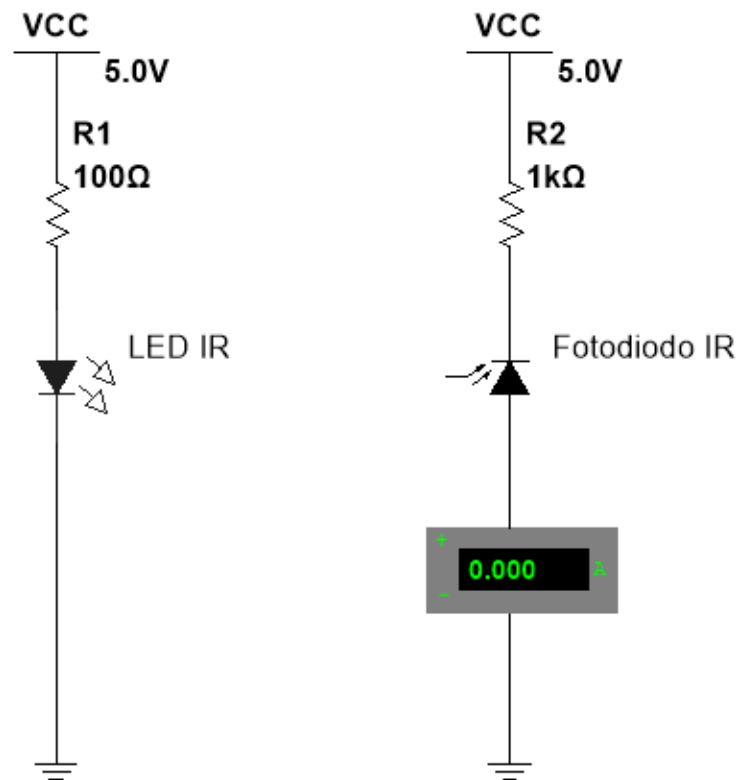 VCC
5.0V
R1
100Ω
LED IR
VCC
5.0V
R2
1kΩ
Fotodiodo IR
+
0.000 A
-